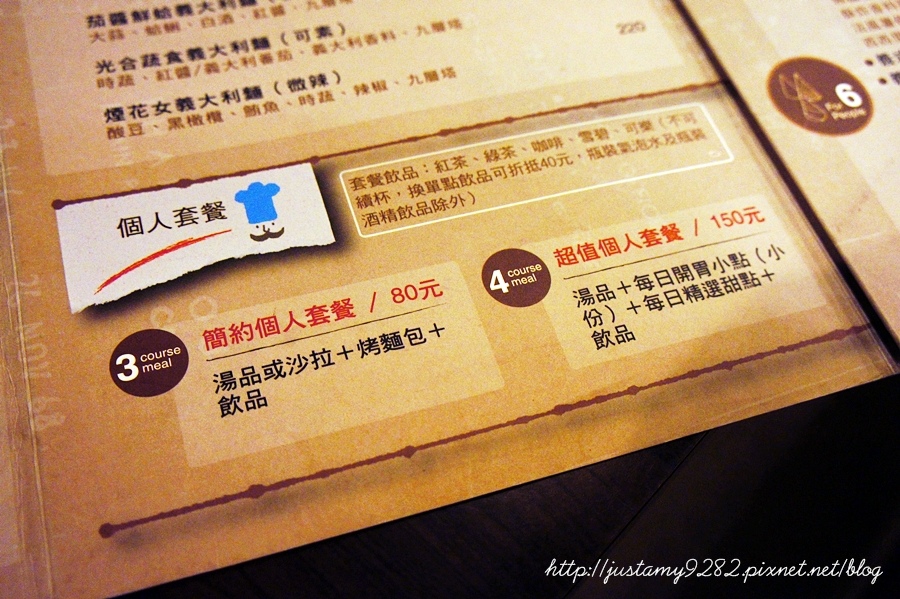 茄醬鮮蛤義大利麵
大蒜、蛤蜊、白酒、紅醬、九層塔
光合蔬食義大利麵（可素）
220
時蔬、紅醬/義大利番茄、義大利香料、九層塔
煙花女義大利麵（微辣）
酸豆、黑橄欖、鮪魚、時蔬、辣椒、九層塔
For
6
People
個人套餐
套餐飲品：紅茶、綠茶、咖啡、雪碧、可樂（不可
續杯，換單點飲品可折抵40元，瓶裝氣泡水及瓶裝
酒精飲品除外）
3 course
meal
簡約個人套餐 / 80元
湯品或沙拉＋烤麵包＋
飲品
4 course
meal
超值個人套餐 / 150元
湯品＋每日開胃小點（小
份）＋每日精選甜點＋
飲品
http://justamy9282.pixnet.net/blog